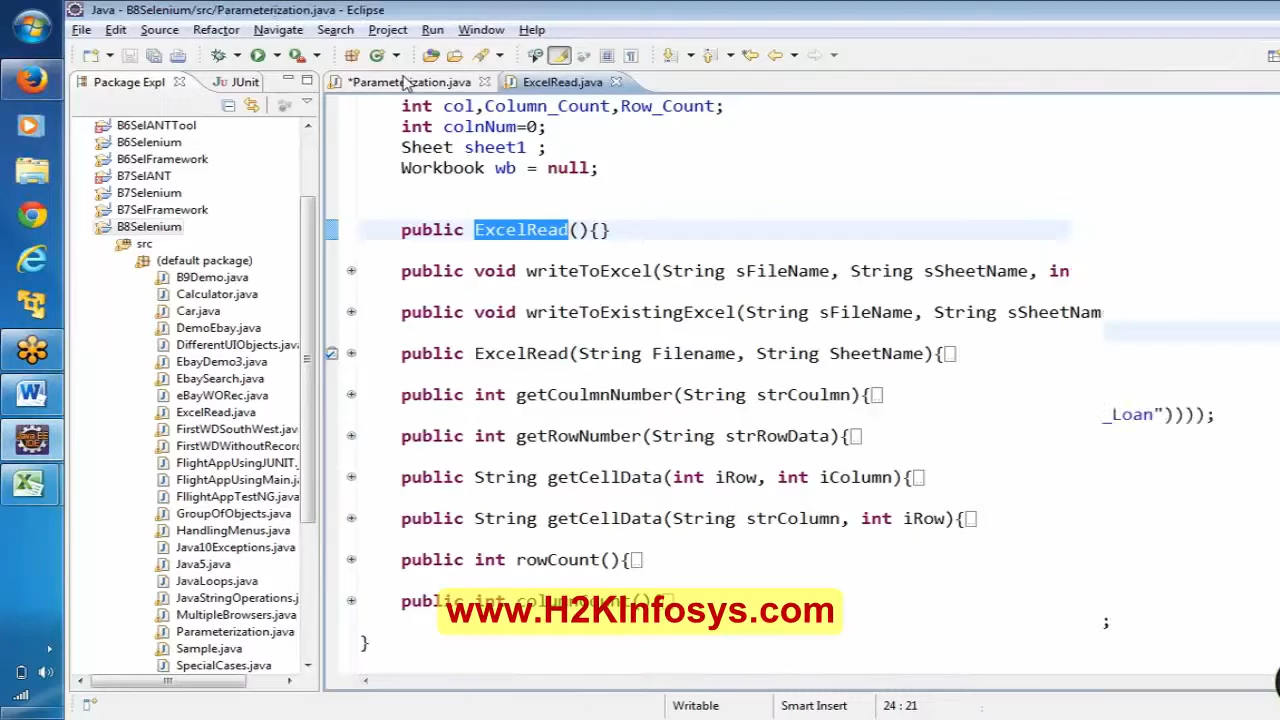 Java - B8Selenium/src/Parameterization.java - Eclipse
File Edit Source Refactor Navigate Search Project Run Window Help
Package Expl JUnit *Parameterization.java ExcelRead.java
B6SelANTTool
B6Selenium
B6SelFramework
B7SelANT
B7Selenium
B7SelFramework
B8Selenium
src
(default package)
B9Demo.java
Calculator.java
Car.java
DemoEbay.java
DifferentUIObjects.java
EbayDemo3.java
EbaySearch.java
eBayWORec.java
ExcelRead.java
FirstWDSouthWest.java
FirstWDWithoutRecor
FlightAppUsingJUNIT.
FlightAppUsingMain.j
FllightAppTestNG.java
GroupOfObjects.java
HandlingMenus.java
Java10Exceptions.java
Java5.java
JavaLoops.java
JavaStringOperations.
MultipleBrowsers.java
Parameterization.java
Sample.java
SpecialCases.java
int col,Column_Count,Row_Count;
int colnNum=0;
Sheet sheet1 ;
Workbook wb = null;
public ExcelRead(){}
public void writeToExcel(String sFileName, String sSheetName, in
public void writeToExistingExcel(String sFileName, String sSheetNam
public ExcelRead(String Filename, String SheetName){
public int getCoulmnNumber(String strCoulmn){
_Loan"))));
public int getRowNumber(String strRowData){
public String getCellData(int iRow, int iColumn){
public String getCellData(String strColumn, int iRow){
public int rowCount(){
public int columnCount(){
www.H2KInfosys.com
;
}
Writable Smart Insert 24 : 21